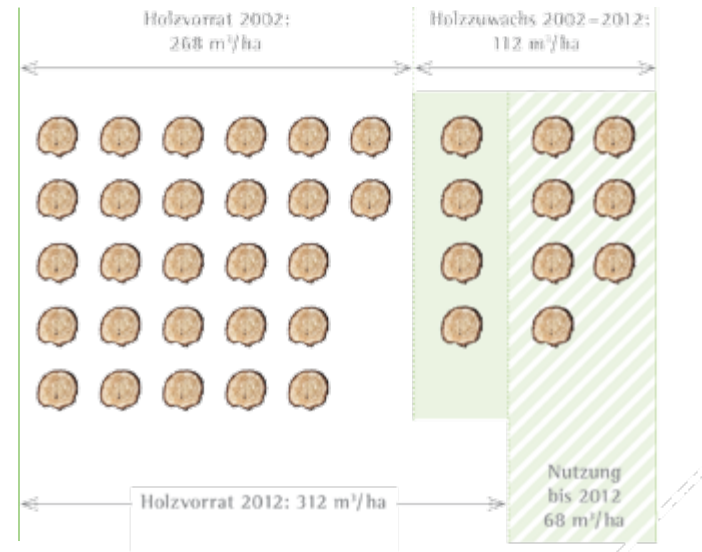 Holzvorrat 2002:
268 m³/ha
Holzzuwachs 2002–2012:
112 m³/ha
Holzvorrat 2012: 312 m³/ha
Nutzung
bis 2012
68 m³/ha